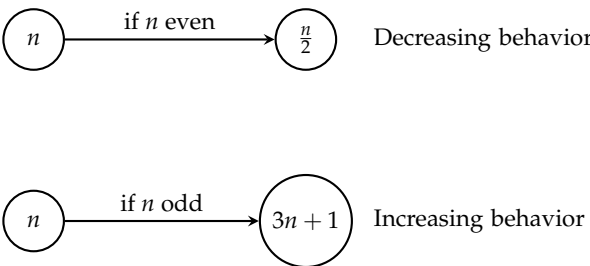 if n even
n
n/2
Decreasing behavior
if n odd
n
3n + 1
Increasing behavior